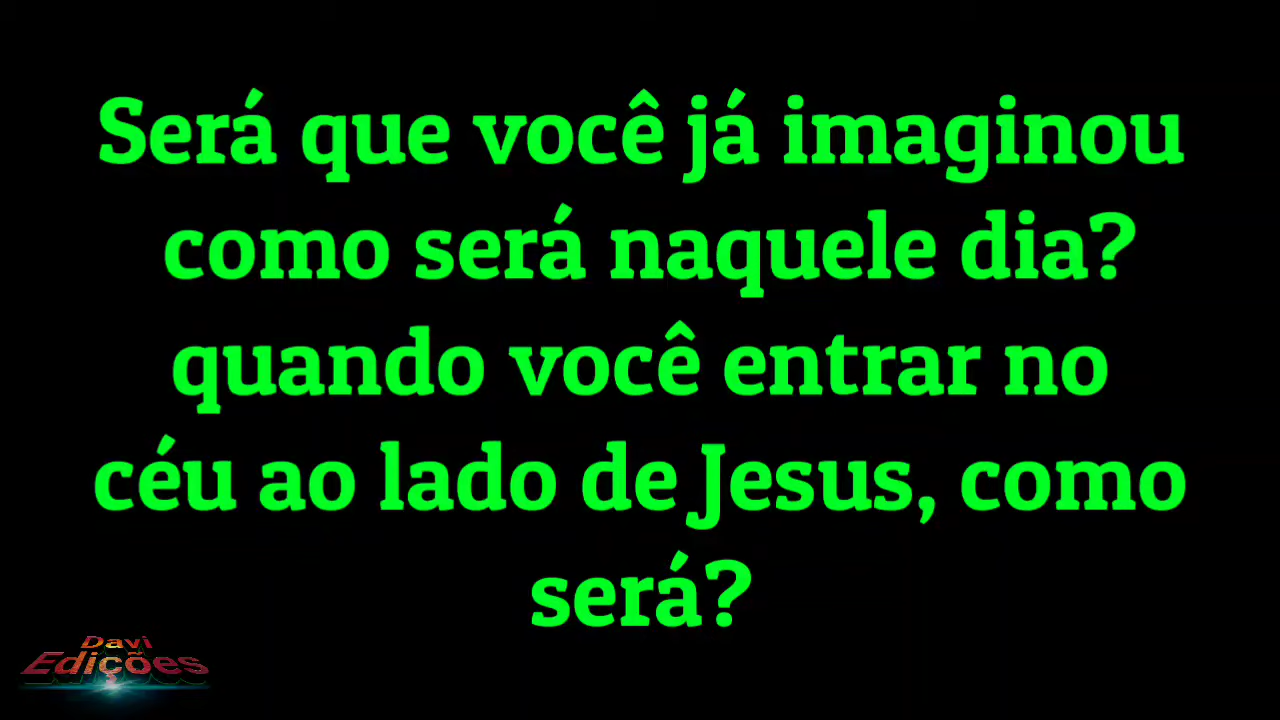 Será que você já imaginou
como será naquele dia?
quando você entrar no
céu ao lado de Jesus, como
será?
Davi
Edições